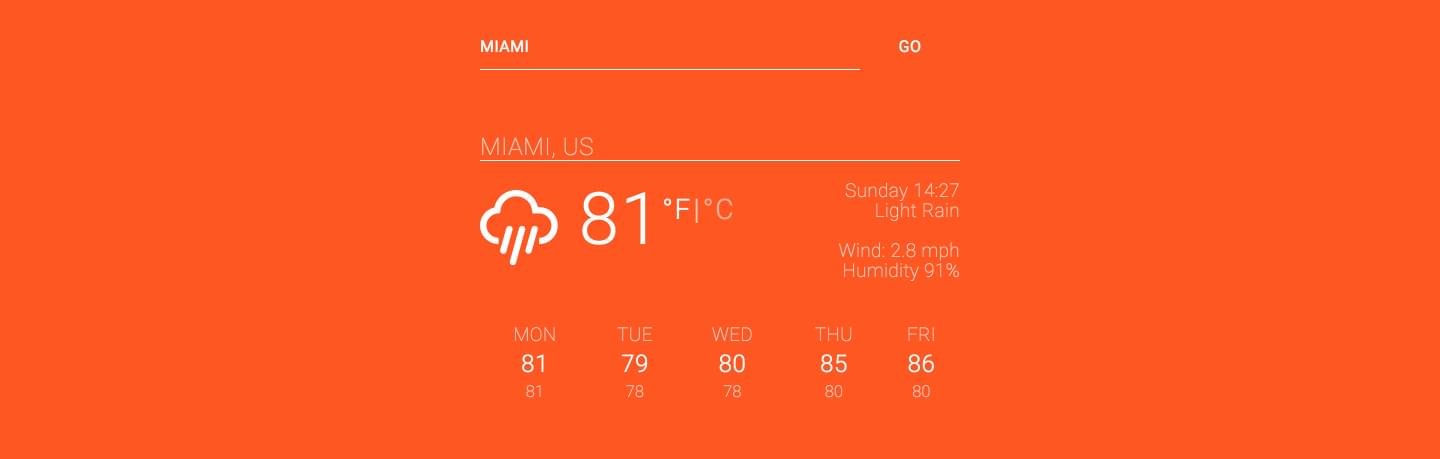 MIAMI GO
MIAMI, US
81 °F|°C
Sunday 14:27
Light Rain
Wind: 2.8 mph
Humidity 91%
MON TUE WED THU FRI
81 79 80 85 86
81 78 78 80 80